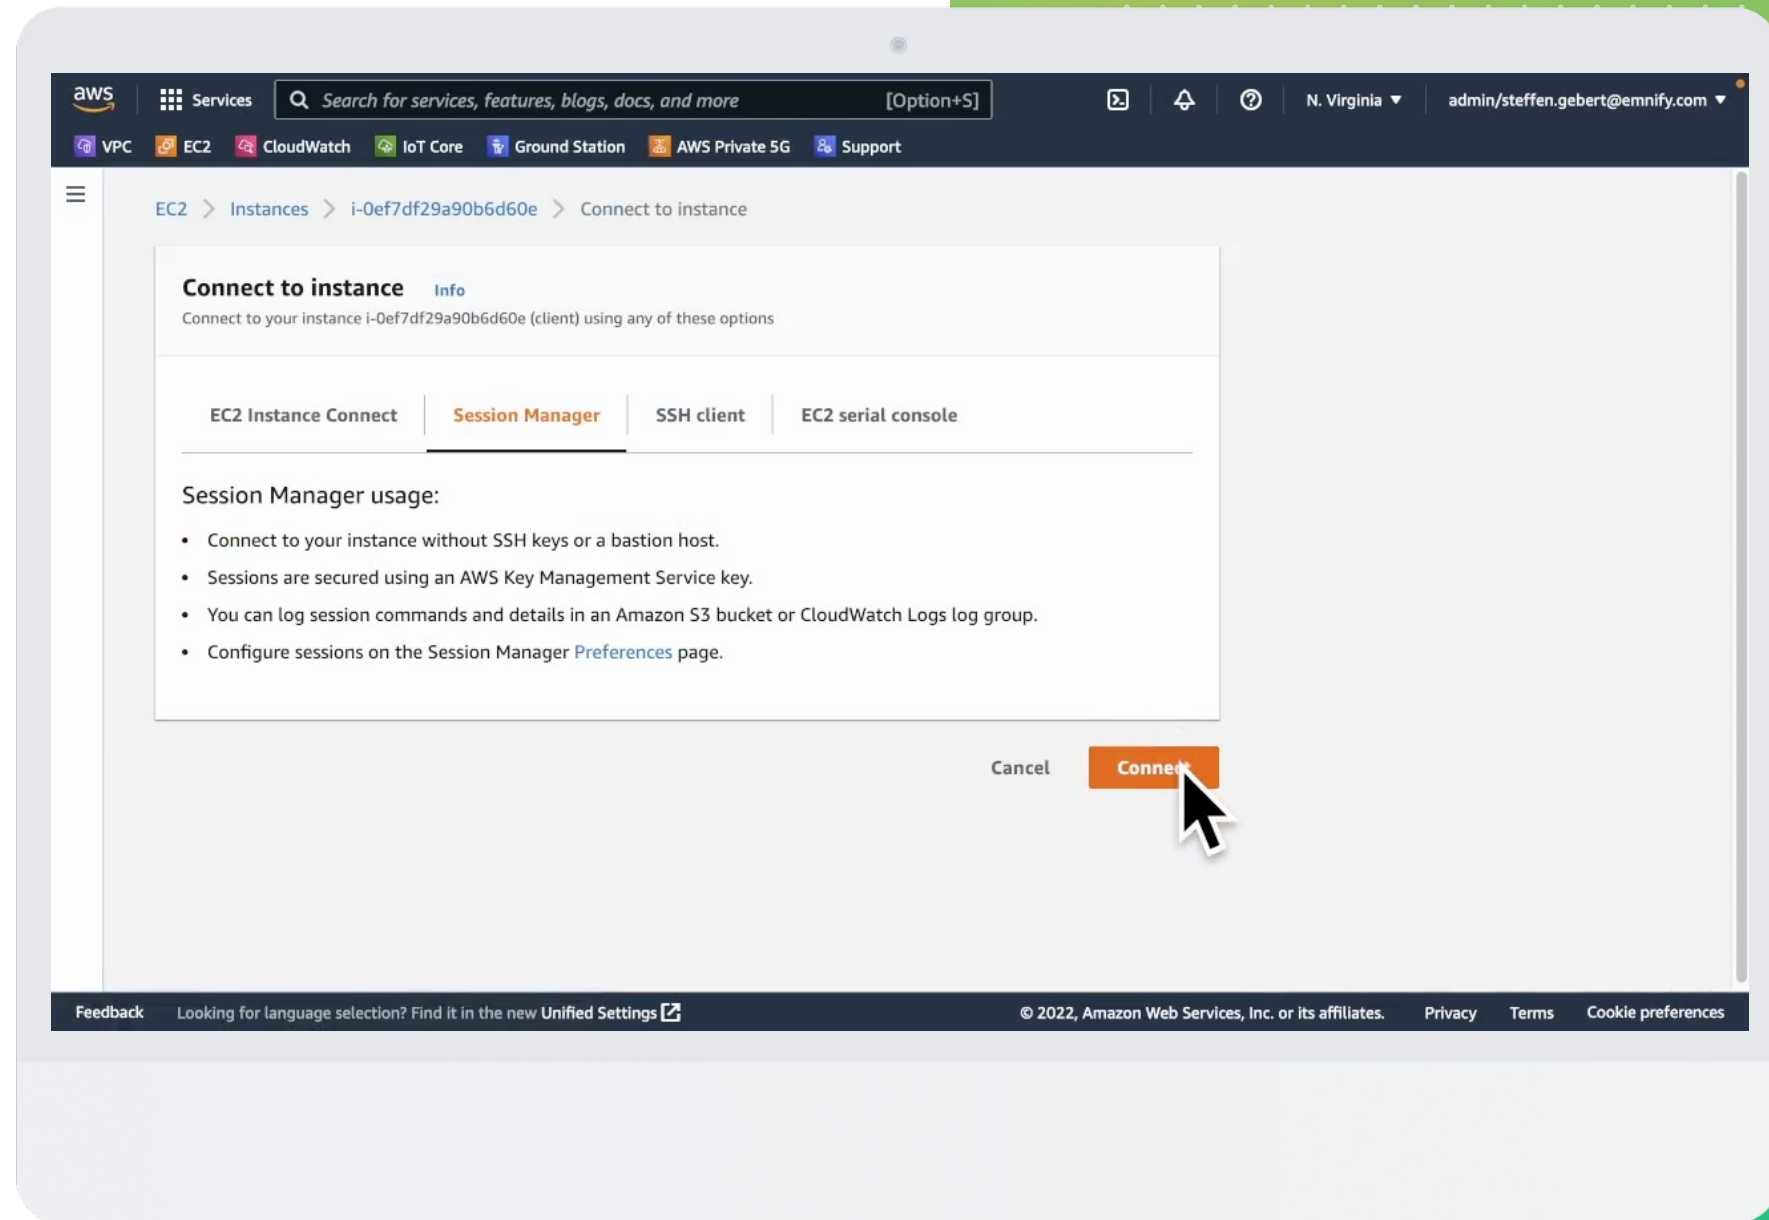 aws Services Search for services, features, blogs, docs, and more [Option+S] N. Virginia admin/steffen.gebert@emnify.com
VPC EC2 CloudWatch IoT Core Ground Station AWS Private 5G Support
EC2 > Instances > i-0ef7df29a90b6d60e > Connect to instance
Connect to instance Info
Connect to your instance i-0ef7df29a90b6d60e (client) using any of these options
EC2 Instance Connect Session Manager SSH client EC2 serial console
Session Manager usage:
• Connect to your instance without SSH keys or a bastion host.
• Sessions are secured using an AWS Key Management Service key.
• You can log session commands and details in an Amazon S3 bucket or CloudWatch Logs log group.
• Configure sessions on the Session Manager Preferences page.
Cancel Connect
Feedback Looking for language selection? Find it in the new Unified Settings © 2022, Amazon Web Services, Inc. or its affiliates. Privacy Terms Cookie preferences